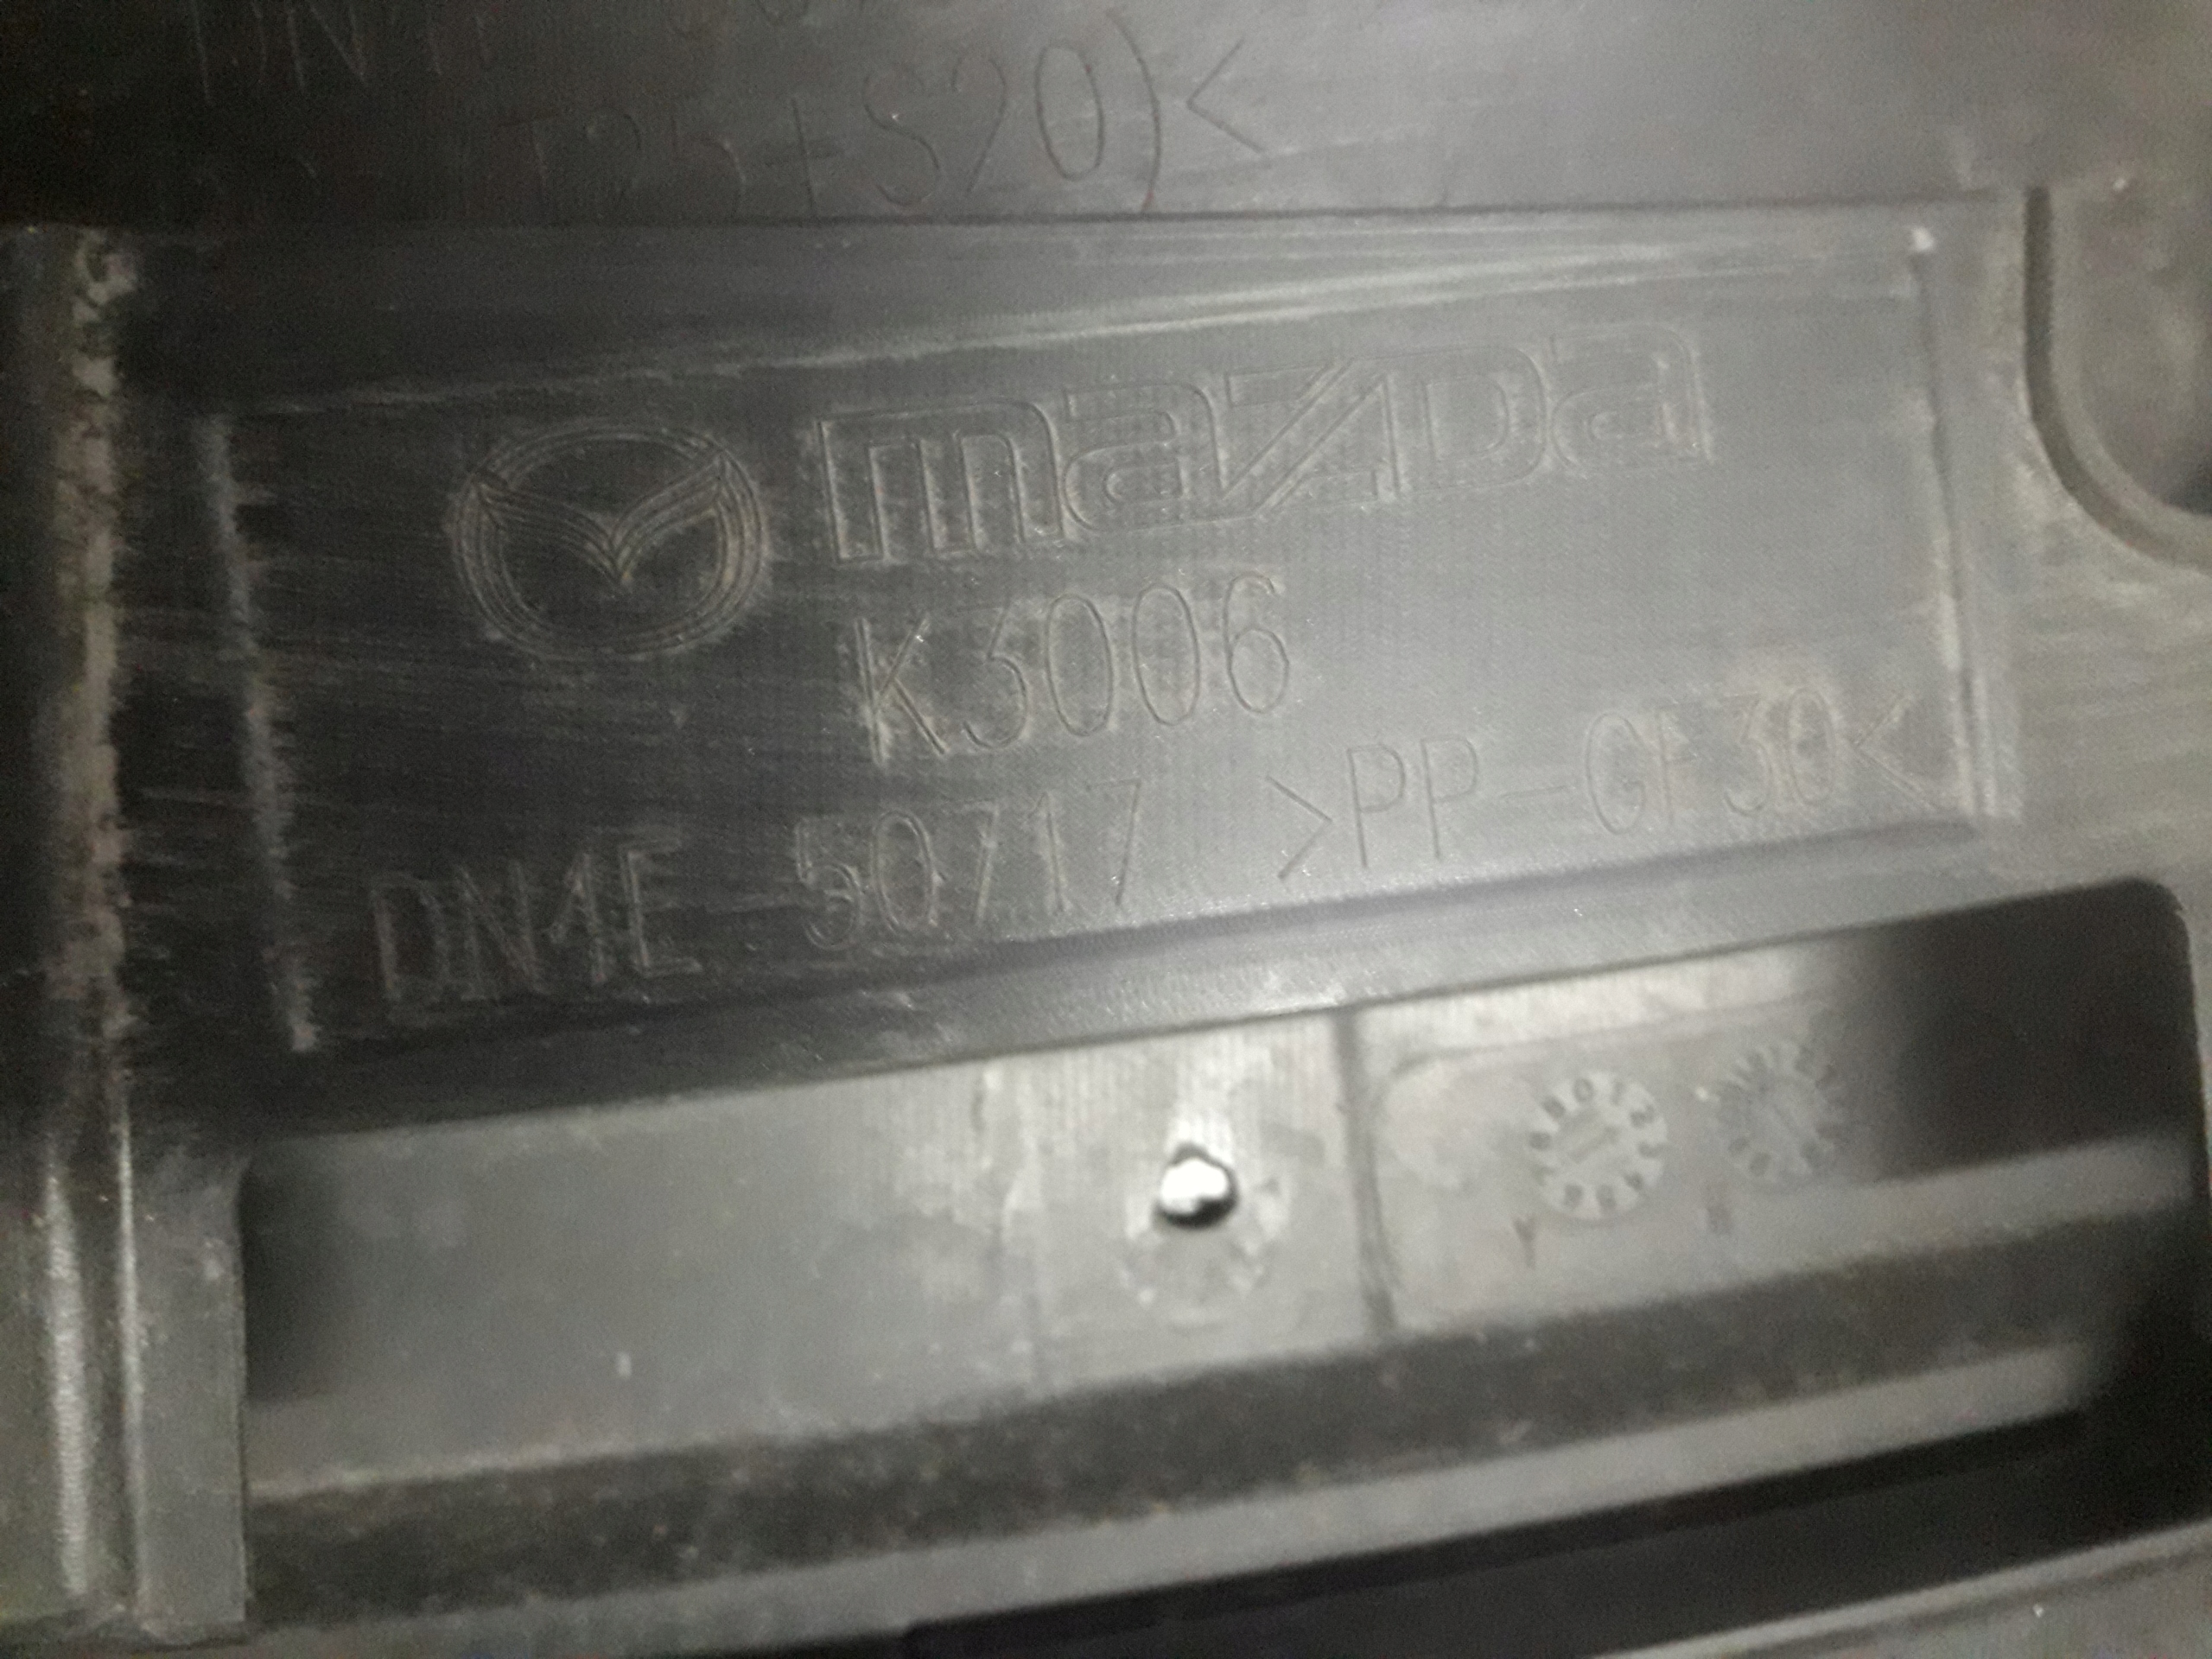 T25+S20)<
mazda
K3006
DN4E 50717 >PP-GF30<
Y